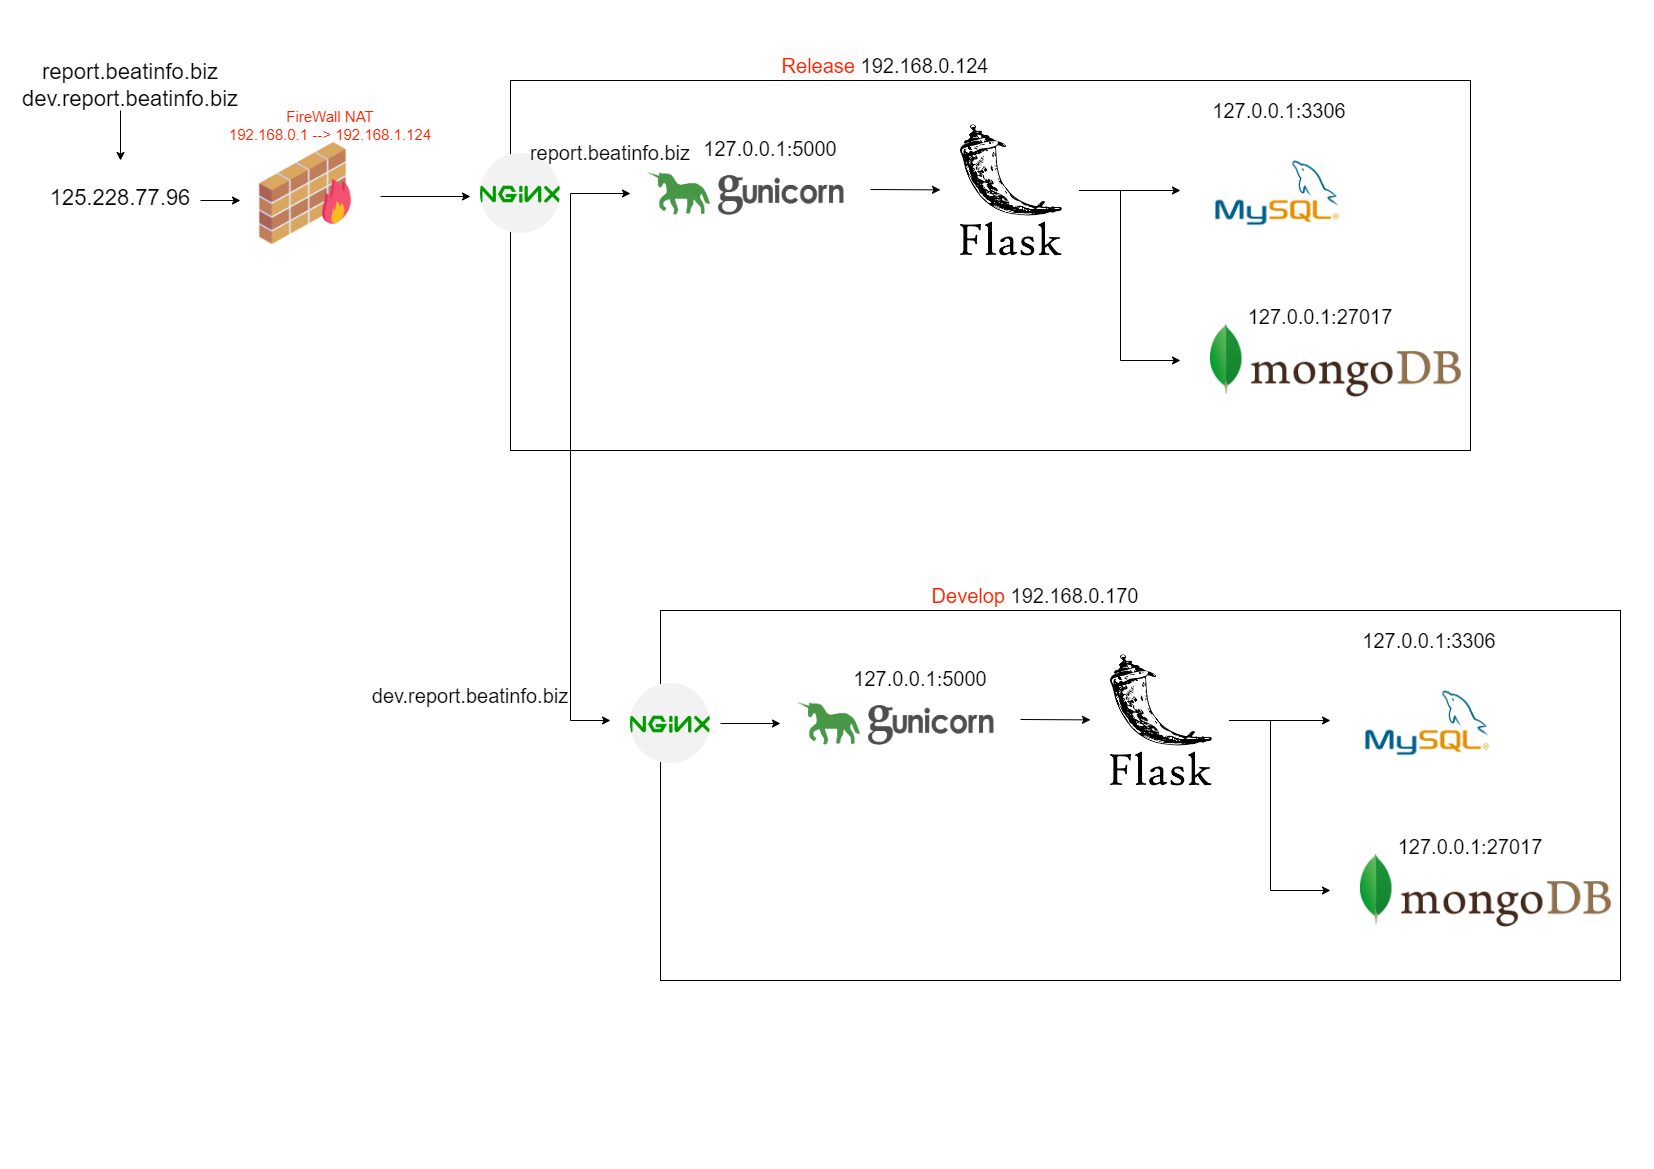 report.beatinfo.biz
dev.report.beatinfo.biz
125.228.77.96
FireWall NAT
192.168.0.1 --> 192.168.1.124
Release 192.168.0.124
NGiNX
report.beatinfo.biz
127.0.0.1:5000
gunicorn
Flask
127.0.0.1:3306
MySQL®
127.0.0.1:27017
mongoDB
Develop 192.168.0.170
dev.report.beatinfo.biz
NGiNX
127.0.0.1:5000
gunicorn
Flask
127.0.0.1:3306
MySQL®
127.0.0.1:27017
mongoDB